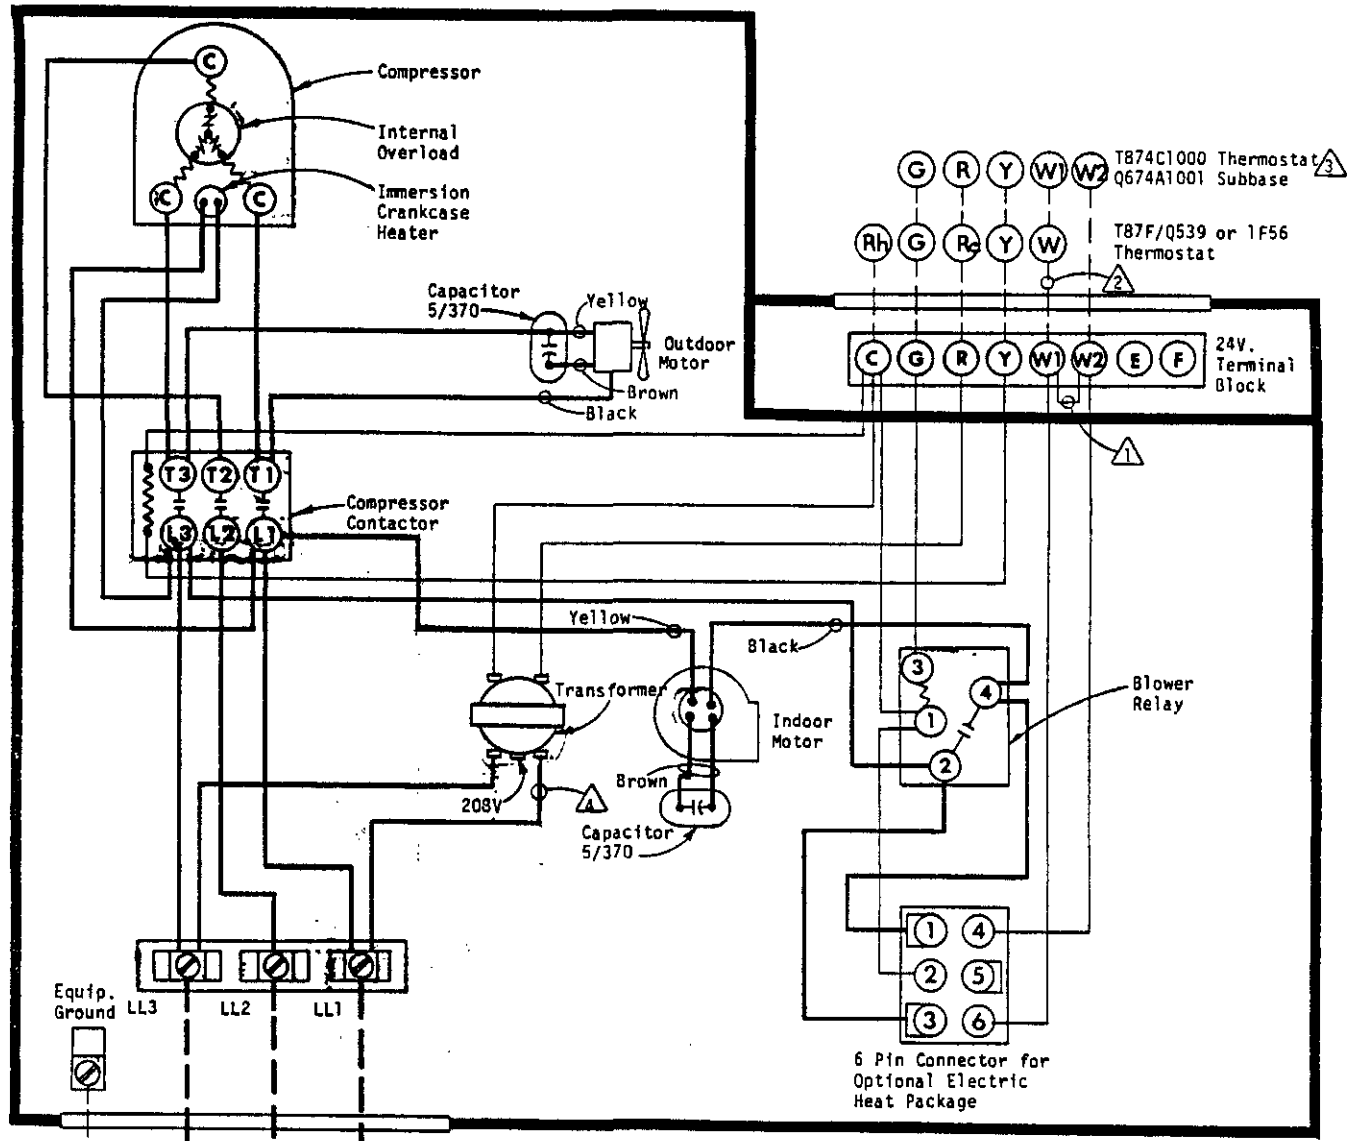 C
Compressor
Internal
Overload
C
C
Immersion
Crankcase
Heater
G R Y W1 W2
T874C1000 Thermostat 3
Q674A1001 Subbase
Rh G Rc Y W
T87F/Q539 or 1F56
Thermostat
2
Capacitor
5/370
Yellow
Outdoor
Motor
Brown
Black
C G R Y W1 W2 E F
24V.
Terminal
Block
1
T3 T2 T1
Compressor
Contactor
L3 L2 L1
Yellow
Black
3
4
1
2
Blower
Relay
Transformer
Indoor
Motor
Brown
208V
4
Capacitor
5/370
1 4
2 5
3 6
Equip.
Ground
LL3
LL2
LL1
6 Pin Connector for
Optional Electric
Heat Package